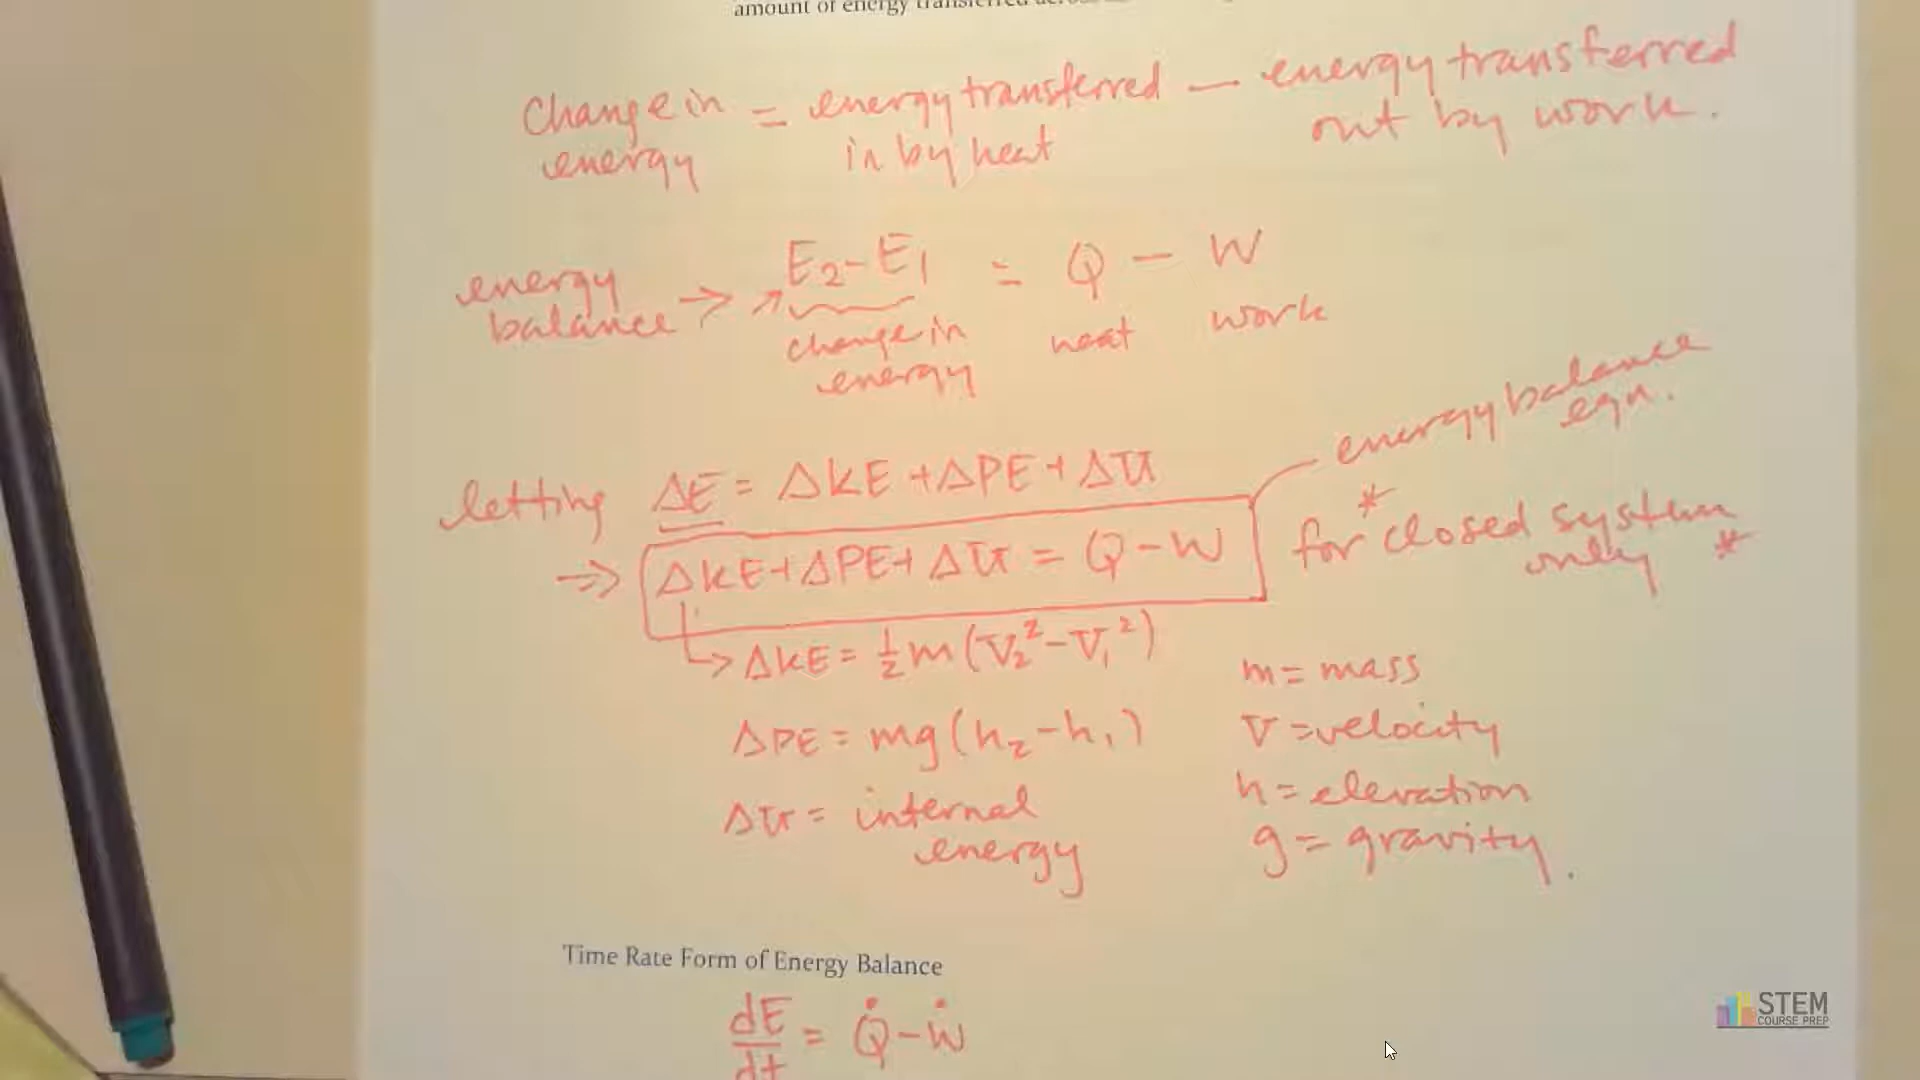 amount of energy transferred
Change in = energy transferred — energy transferred
energy in by heat out by work.
energy balance → E₂-E₁ = Q - W
change in energy heat work
energy balance eqn.
letting ΔE = ΔKE + ΔPE + ΔU
⇒ ΔKE + ΔPE + ΔU = Q - W
* for closed system only *
↳ ΔKE = ½m(V₂² - V₁²)
m = mass
ΔPE = mg(h₂ - h₁)
V = velocity
ΔU = internal energy
h = elevation
g = gravity.
Time Rate Form of Energy Balance
dE/dt = Q̇ - Ẇ
STEM
COURSE PREP